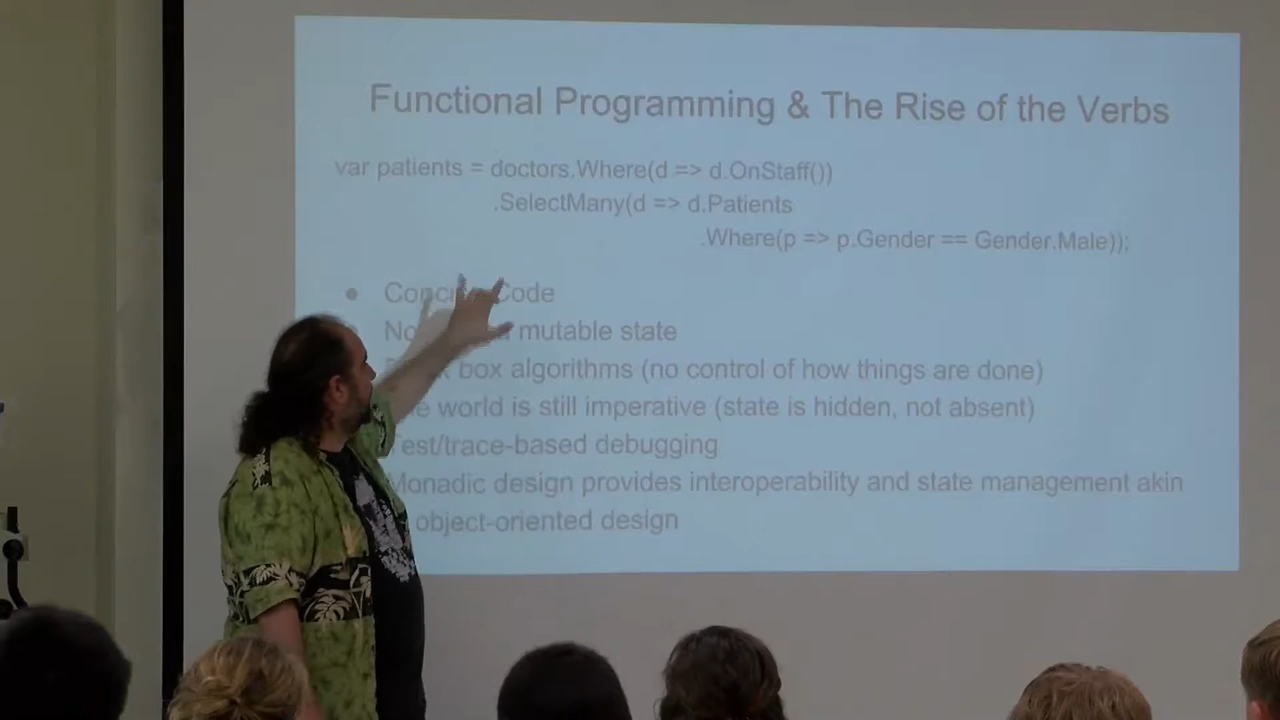 Functional Programming & The Rise of the Verbs
var patients = doctors.Where(d => d.OnStaff())
.SelectMany(d => d.Patients
.Where(p => p.Gender == Gender.Male));
● Code
mutable state
box algorithms (no control of how things are done)
world is still imperative (state is hidden, not absent)
Test/trace-based debugging
Monadic design provides interoperability and state management akin
object-oriented design